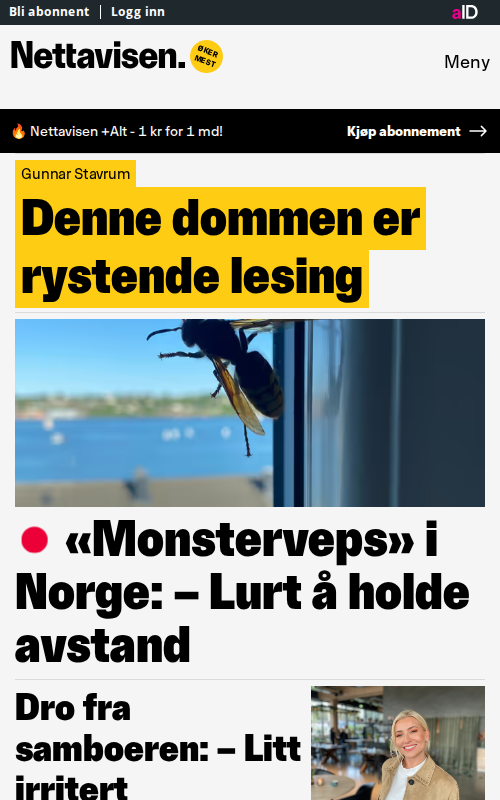 Bli abonnent | Logg inn
aID
Nettavisen.
ØKER
MEST
Meny
🔥 Nettavisen +Alt - 1 kr for 1 md!
Kjøp abonnement →
Gunnar Stavrum
Denne dommen er
rystende lesing
«Monsterveps» i
Norge: – Lurt å holde
avstand
Dro fra
samboeren: – Litt
irritert